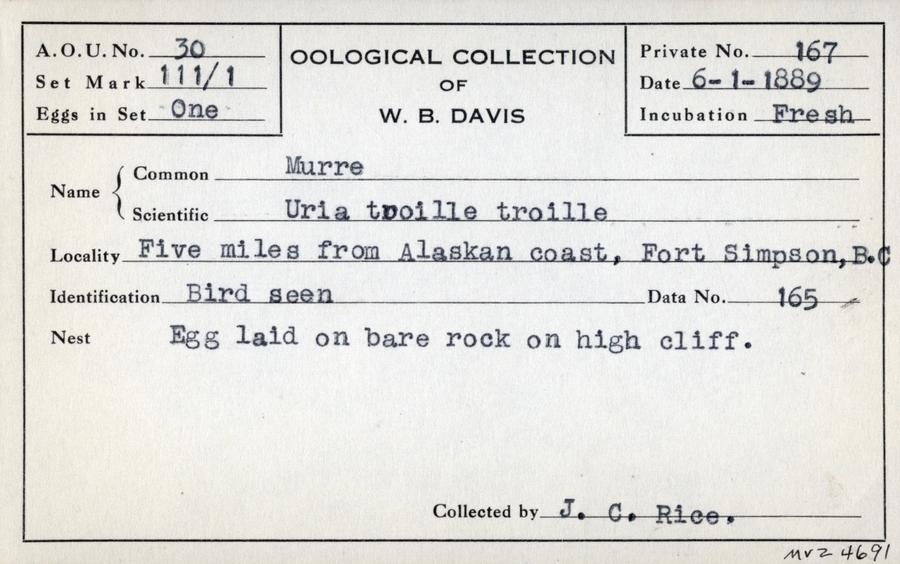 A.O.U. No. 30
Set Mark 111/1
Eggs in Set One
OOLOGICAL COLLECTION
OF
W. B. DAVIS
Private No. 167
Date 6-1-1889
Incubation Fresh
Name
Common Murre
Scientific Uria troille troille
Locality Five miles from Alaskan coast, Fort Simpson, B.C
Identification Bird seen Data No. 165
Nest Egg laid on bare rock on high cliff.
Collected by J. C. Rice.
MVZ 4691